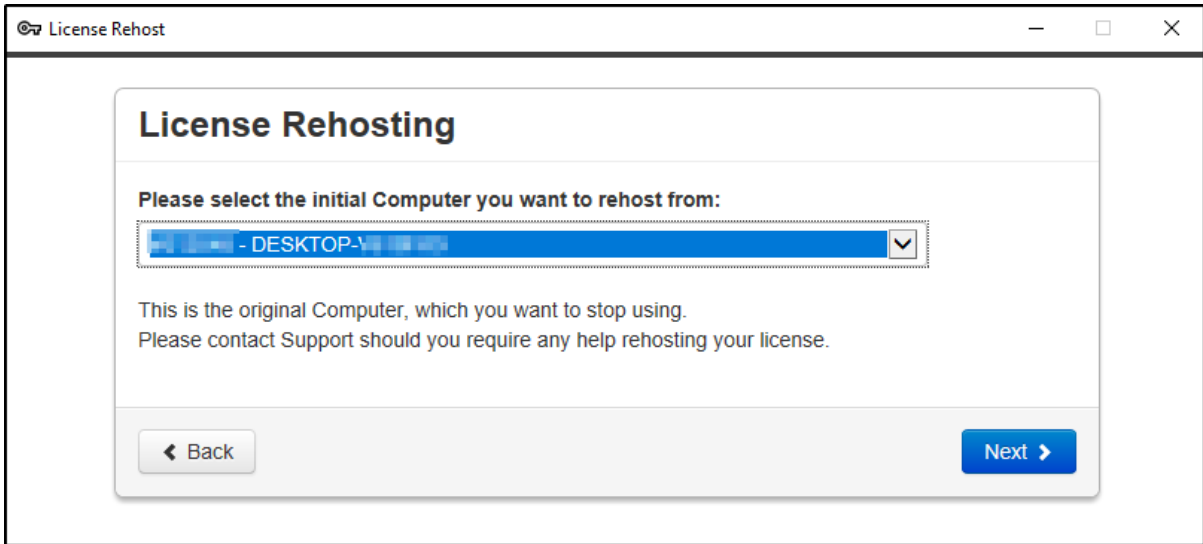 License Rehost
License Rehosting
Please select the initial Computer you want to rehost from:
- DESKTOP-
This is the original Computer, which you want to stop using.
Please contact Support should you require any help rehosting your license.
Back
Next